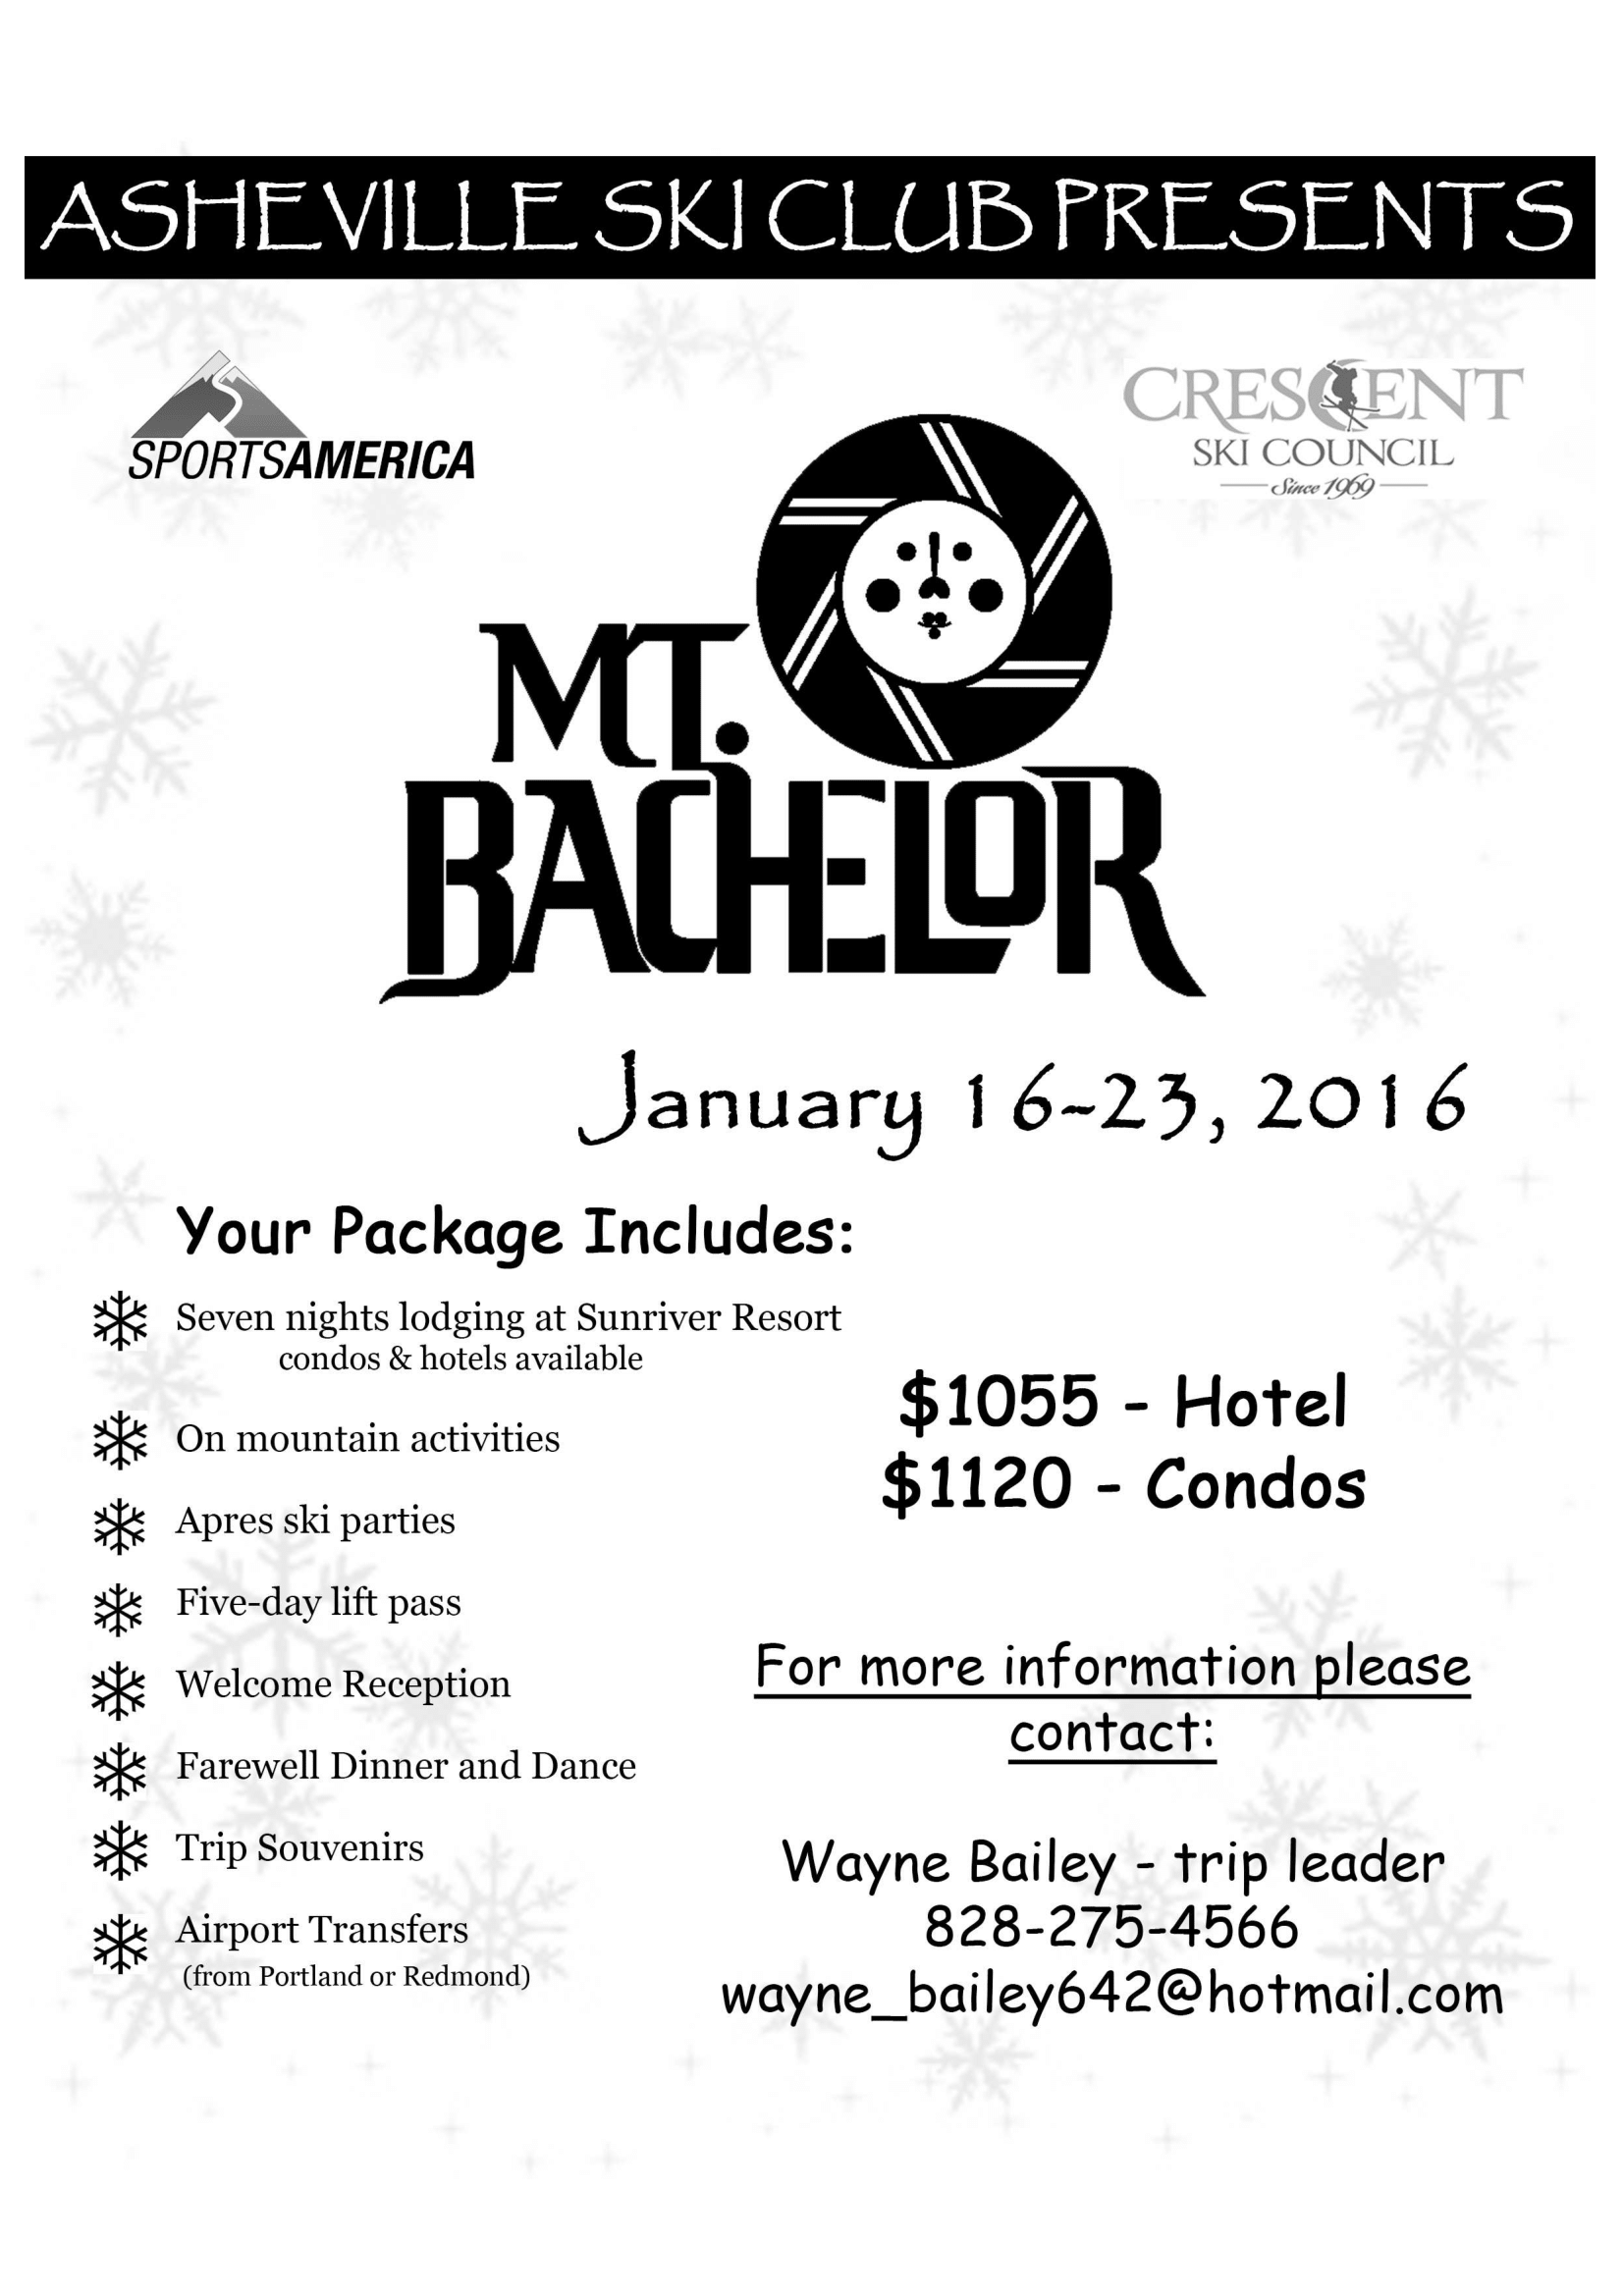 ASHEVILLE SKI CLUB PRESENTS
SPORTSAMERICA
CRESCENT
SKI COUNCIL
Since 1969
MT.
BACHELOR
January 16-23, 2016
Your Package Includes:
Seven nights lodging at Sunriver Resort
condos & hotels available
On mountain activities
Apres ski parties
Five-day lift pass
Welcome Reception
Farewell Dinner and Dance
Trip Souvenirs
Airport Transfers
(from Portland or Redmond)
$1055 - Hotel
$1120 - Condos
For more information please
contact:
Wayne Bailey - trip leader
828-275-4566
wayne_bailey642@hotmail.com